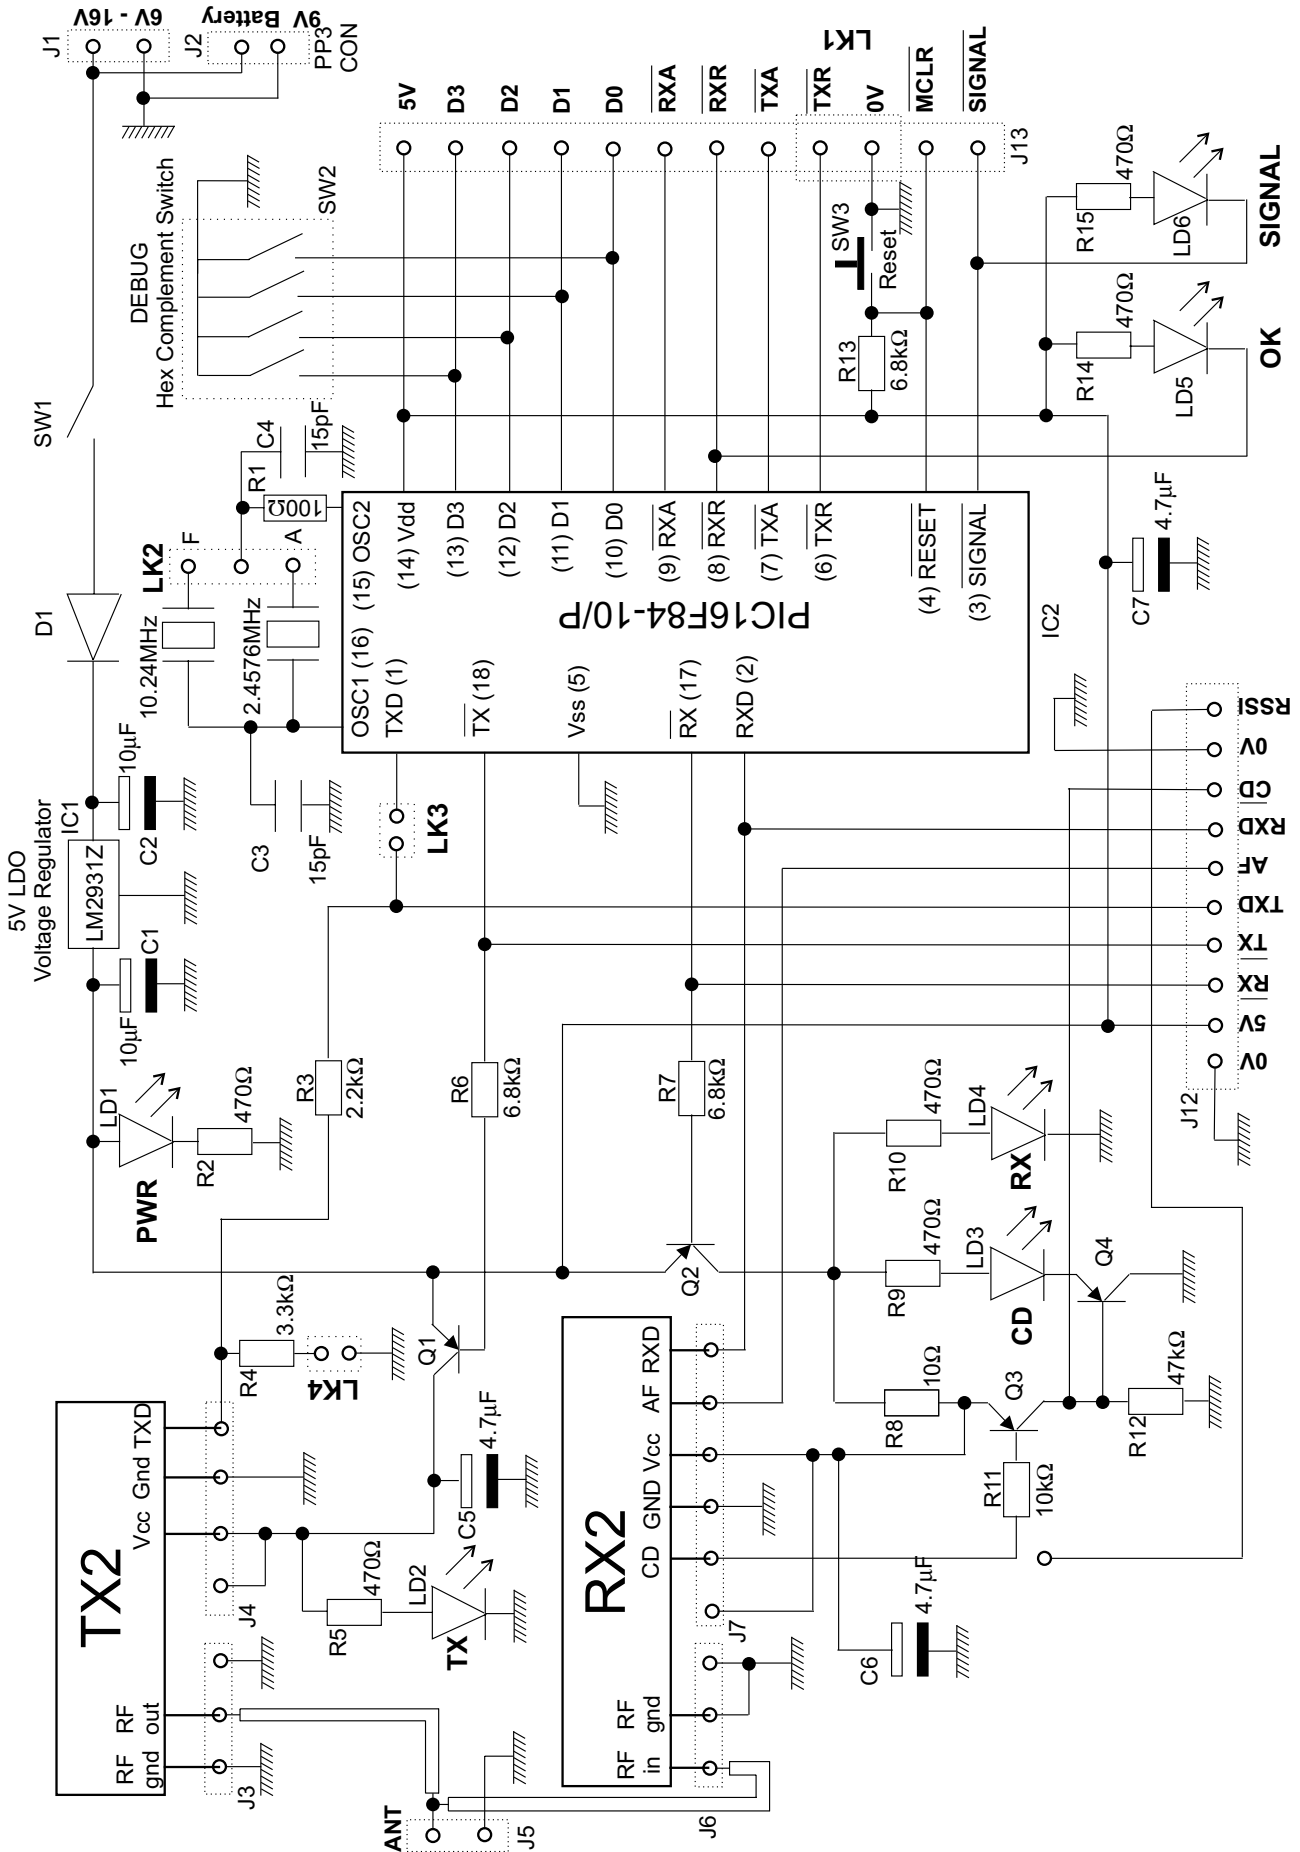 J1
6V - 16V
J2
9V
Battery
PP3
CON
SW1
DEBUG
Hex Complement Switch
SW2
D1
5V LDO
Voltage Regulator
IC1
LM2931Z
10µF
C2
10µF
C1
LD1
PWR
R2
470Ω
LK2
F
A
10.24MHz
2.4576MHz
R1
100Ω
C4
15pF
C3
15pF
5V
D3
D2
D1
D0
RXA
RXR
TXA
TXR
0V
MCLR
SIGNAL
LK1
J13
SW3
Reset
R13
6.8kΩ
R15
470Ω
LD6
SIGNAL
R14
470Ω
LD5
OK
OSC1 (16)
(15) OSC2
TXD (1)
(14) Vdd
TX (18)
(13) D3
(12) D2
Vss (5)
(11) D1
(10) D0
RX (17)
(9) RXA
RXD (2)
(8) RXR
(7) TXA
(6) TXR
(4) RESET
(3) SIGNAL
PIC16F84-10/P
IC2
C7
4.7µF
LK3
R3
2.2kΩ
R6
6.8kΩ
R7
6.8kΩ
RSSI
0V
CD
RXD
AF
TXD
TX
RX
5V
0V
J12
R4
3.3kΩ
LK4
Q1
Q2
R10
470Ω
LD4
RX
R9
470Ω
LD3
CD
Q4
R8
10Ω
Q3
R12
47kΩ
R11
10kΩ
TX2
TXD
Gnd
Vcc
RF
out
RF
gnd
J4
J3
C5
4.7µF
R5
470Ω
LD2
TX
ANT
J5
RX2
RXD
AF
Vcc
GND
CD
RF
gnd
RF
in
J7
J6
C6
4.7µF